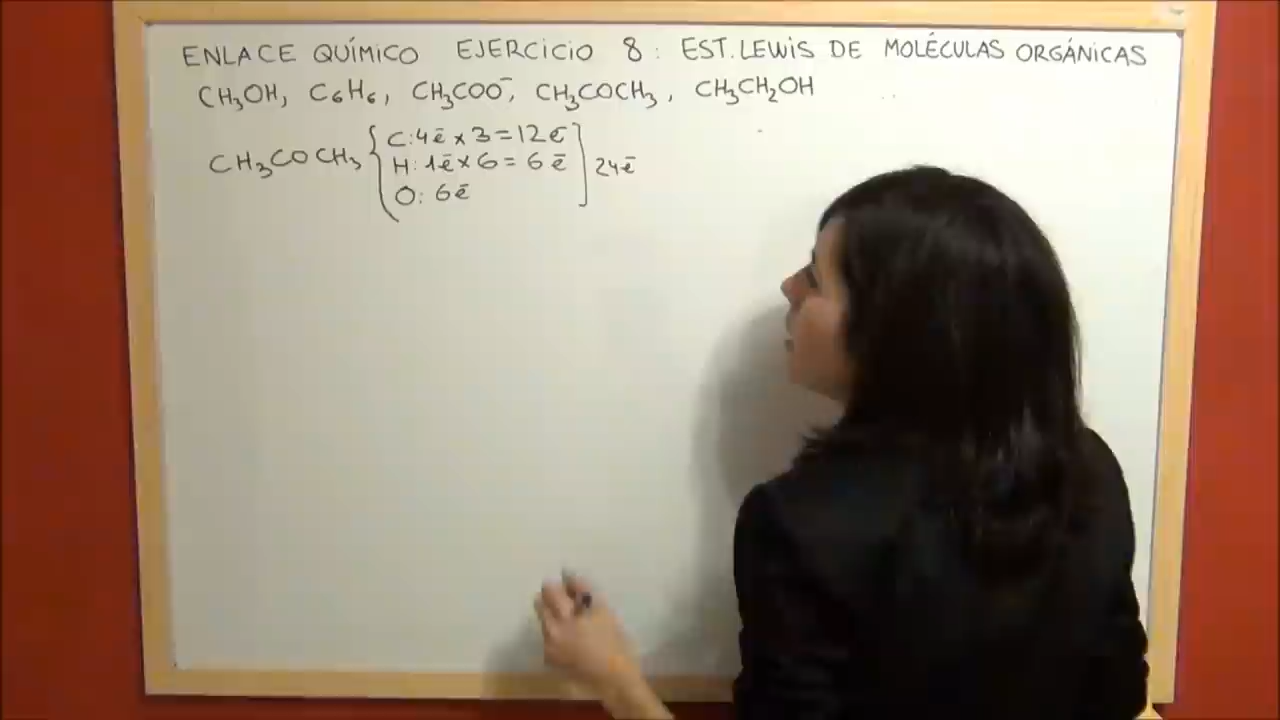 ENLACE QUÍMICO EJERCICIO 8: EST. LEWIS DE MOLÉCULAS ORGÁNICAS
CH₃OH, C₆H₆, CH₃COO⁻, CH₃COCH₃, CH₃CH₂OH
CH₃COCH₃ { C: 4ē x 3 = 12ē
H: 1ē x 6 = 6ē ] 24ē
O: 6ē